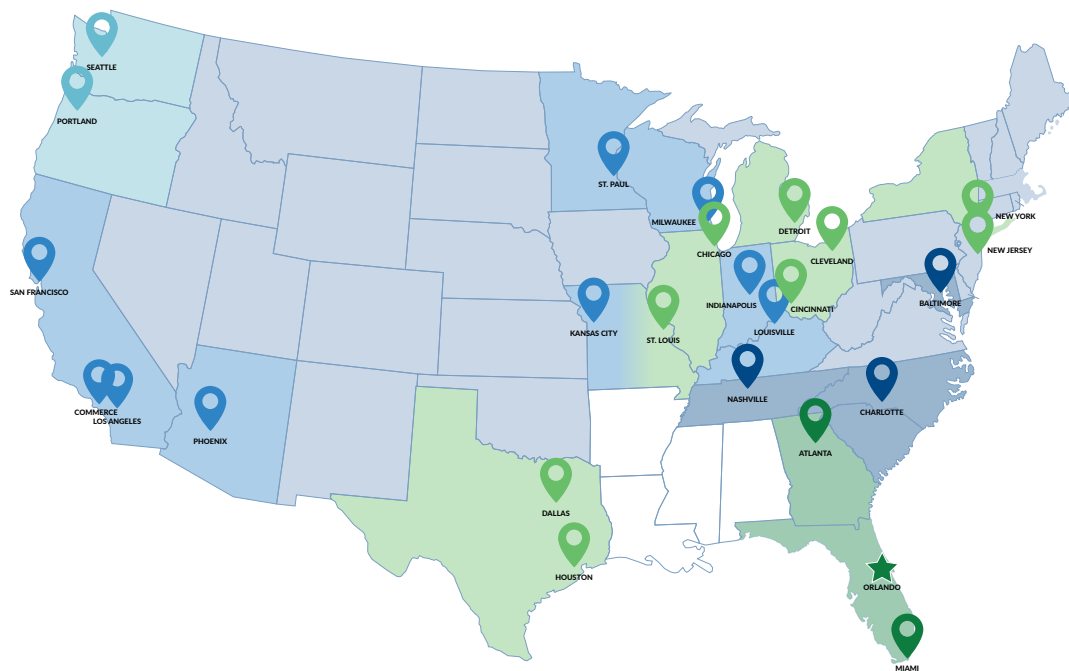 SEATTLE
PORTLAND
ST. PAUL
MILWAUKEE
NEW YORK
DETROIT
NEW JERSEY
CHICAGO
CLEVELAND
SAN FRANCISCO
BALTIMORE
INDIANAPOLIS
CINCINNATI
KANSAS CITY
LOUISVILLE
ST. LOUIS
NASHVILLE
COMMERCE
CHARLOTTE
LOS ANGELES
PHOENIX
ATLANTA
DALLAS
HOUSTON
ORLANDO
MIAMI